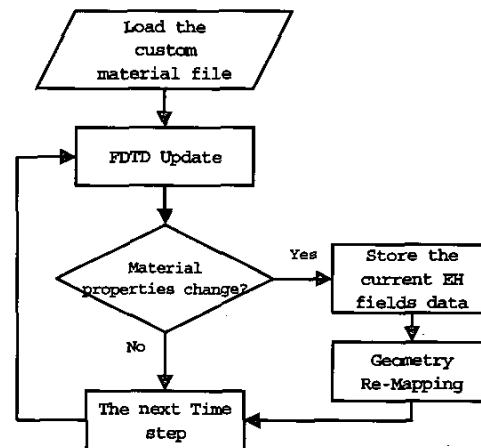 Load the
custom
material file
FDTD Update
Material
properties change?
Yes
Store the
current EH
fields data
No
Geometry
Re-Mapping
The next Time
step